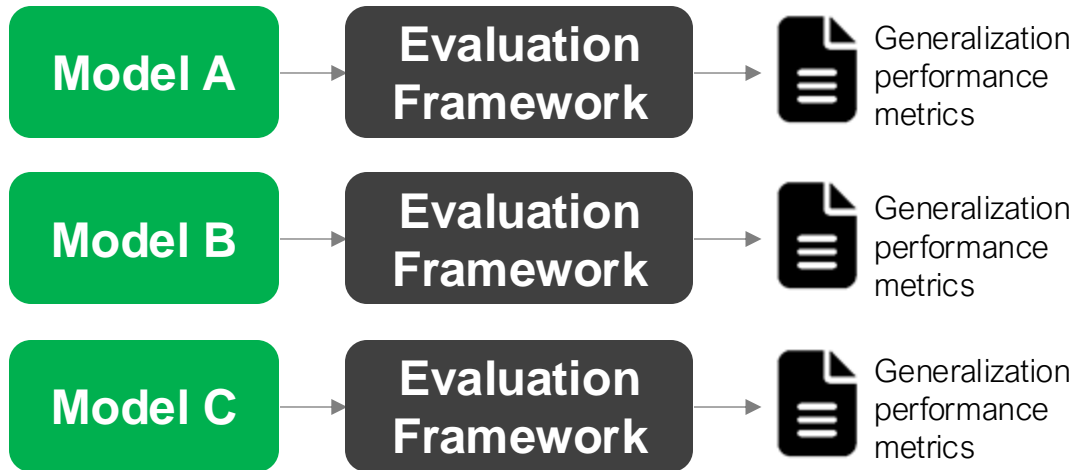 Model A
Evaluation
Framework
Generalization
performance
metrics
Model B
Evaluation
Framework
Generalization
performance
metrics
Model C
Evaluation
Framework
Generalization
performance
metrics